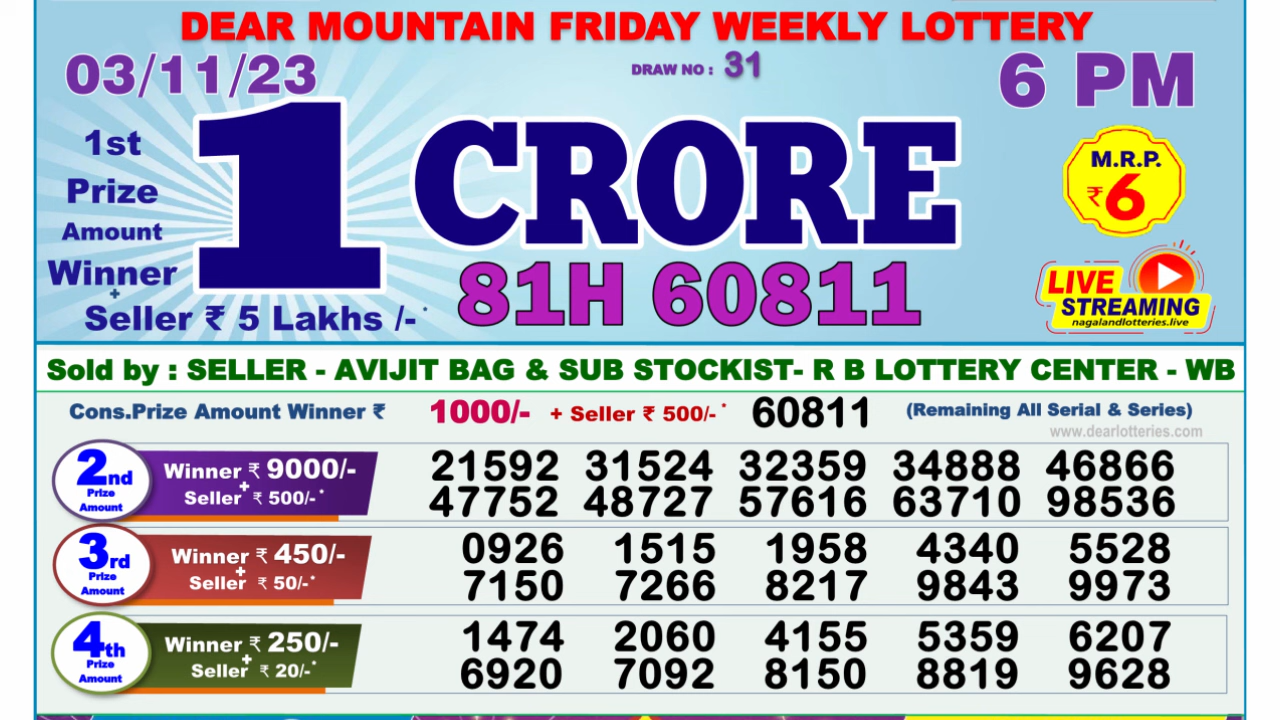 DEAR MOUNTAIN FRIDAY WEEKLY LOTTERY
03/11/23
DRAW NO : 31
6 PM
1st
Prize
Amount
Winner
+
Seller ₹ 5 Lakhs /-*
1 CRORE
81H 60811
M.R.P.
₹6
LIVE
STREAMING
nagalandlotteries.live
Sold by : SELLER - AVIJIT BAG & SUB STOCKIST- R B LOTTERY CENTER - WB
Cons.Prize Amount Winner ₹ 1000/- + Seller ₹ 500/-* 60811 (Remaining All Serial & Series)
www.dearlotteries.com
2nd
Prize
Amount
Winner ₹ 9000/-
+
Seller ₹ 500/-*
21592 31524 32359 34888 46866
47752 48727 57616 63710 98536
3rd
Prize
Amount
Winner ₹ 450/-
+
Seller ₹ 50/-*
0926 1515 1958 4340 5528
7150 7266 8217 9843 9973
4th
Prize
Amount
Winner ₹ 250/-
+
Seller ₹ 20/-*
1474 2060 4155 5359 6207
6920 7092 8150 8819 9628